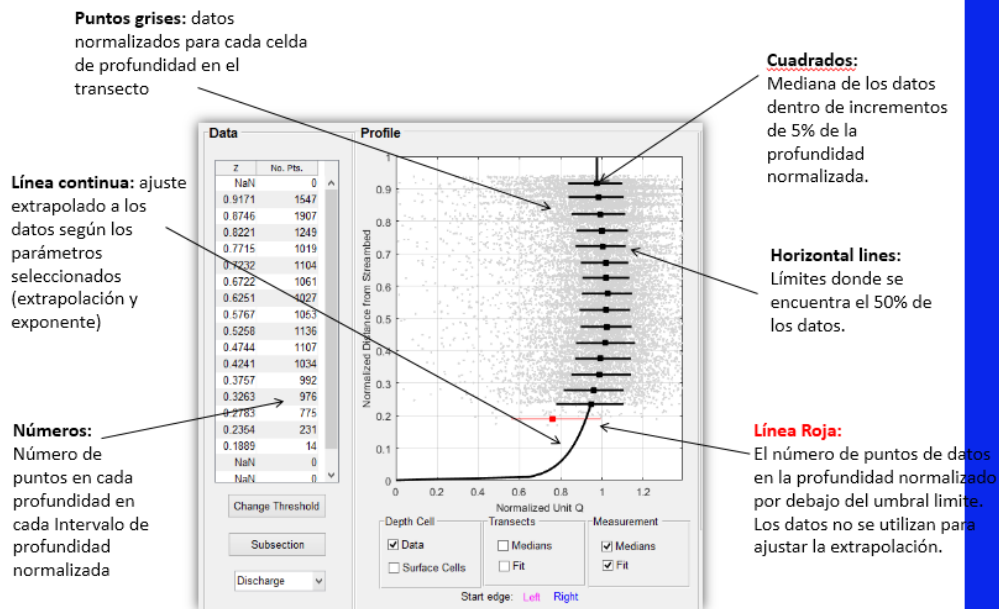 Puntos grises: datos
normalizados para cada celda
de profundidad en el
transecto
Cuadrados:
Mediana de los datos
dentro de incrementos
de 5% de la
profundidad
normalizada.
Línea continua: ajuste
extrapolado a los
datos según los
parámetros
seleccionados
(extrapolación y
exponente)
Horizontal lines:
Límites donde se
encuentra el 50% de
los datos.
Números:
Número de
puntos en cada
profundidad en
cada Intervalo de
profundidad
normalizada
Línea Roja:
El número de puntos de datos
en la profundidad normalizado
por debajo del umbral limite.
Los datos no se utilizan para
ajustar la extrapolación.
Data
Z No. Pts.
NaN 0
0.9171 1547
0.8746 1907
0.8221 1249
0.7715 1019
0.7232 1104
0.6722 1061
0.6251 1027
0.5767 1063
0.5258 1136
0.4744 1107
0.4241 1034
0.3757 992
0.3263 976
0.2783 775
0.2354 231
0.1889 14
NaN 0
NaN 0
Change Threshold
Subsection
Discharge
Profile
Normalized Distance from Streambed
1
0.9
0.8
0.7
0.6
0.5
0.4
0.3
0.2
0.1
0
0 0.2 0.4 0.6 0.8 1 1.2
Normalized Unit Q
Depth Cell
Data
Surface Cells
Transects
Medians
Fit
Measurement
Medians
Fit
Start edge: Left Right